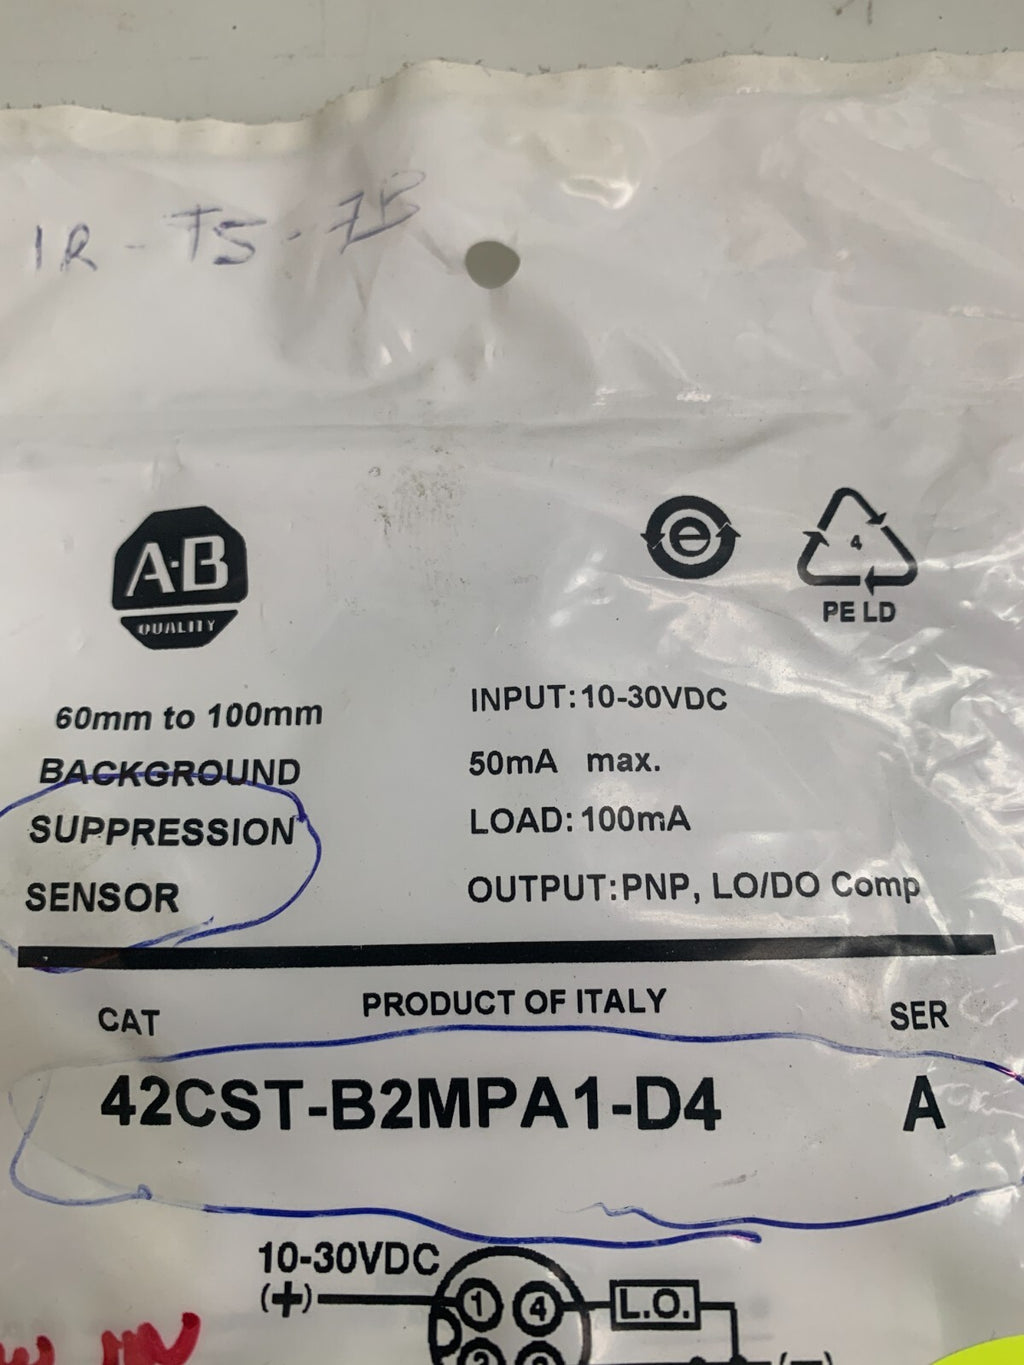 IR-TS-7B
A·B
QUALITY
e
4
PE LD
60mm to 100mm
BACKGROUND
SUPPRESSION
SENSOR
INPUT:10-30VDC
50mA max.
LOAD:100mA
OUTPUT:PNP, LO/DO Comp
CAT PRODUCT OF ITALY SER
42CST-B2MPA1-D4 A
10-30VDC
(+) 1 4 L.O.
(-)